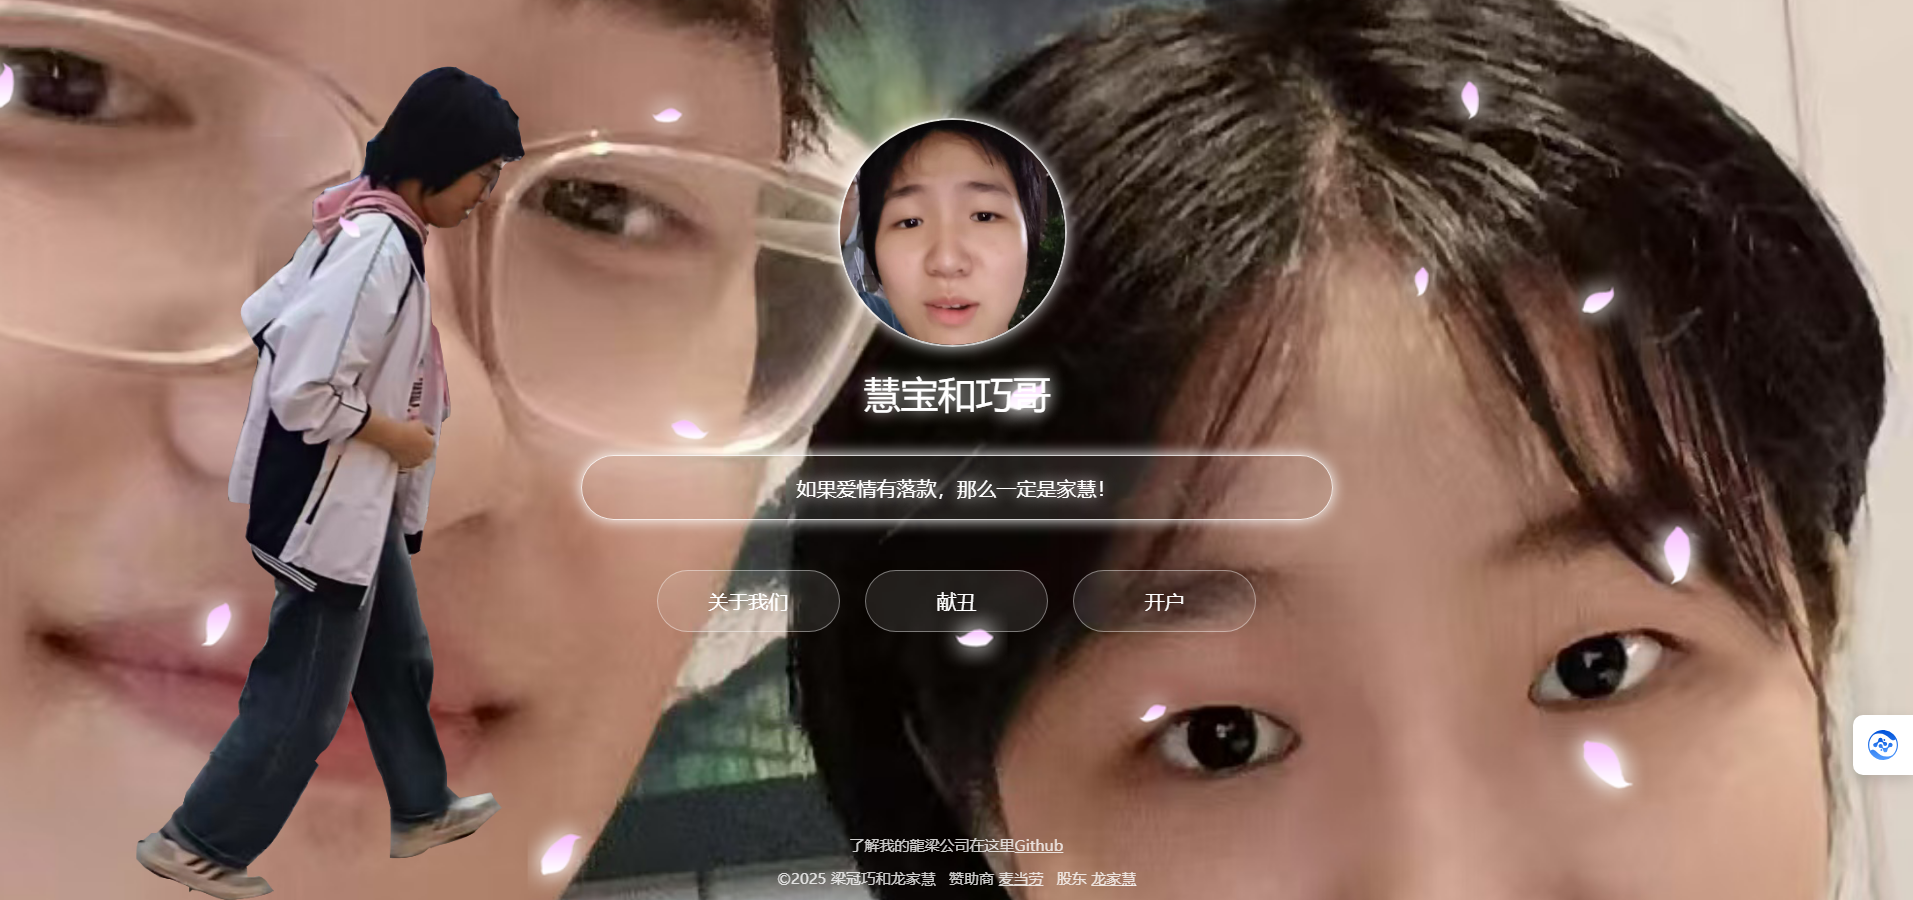 慧宝和巧哥
如果爱情有落款，那么一定是家慧！
关于我们
献丑
开户
了解我的龍梁公司在这里Github
©2025 梁冠巧和龙家慧 赞助商 麦当劳 股东 龙家慧